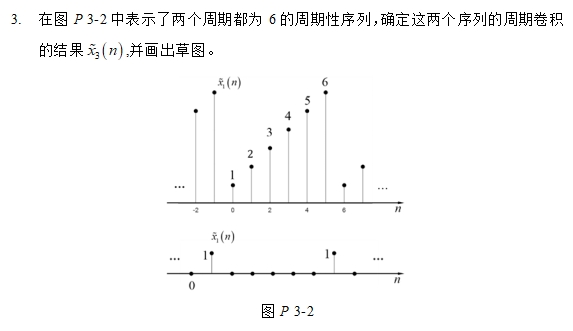 3. 在图 P 3-2 中表示了两个周期都为 6 的周期性序列,确定这两个序列的周期卷积
的结果 x̃₃(n),并画出草图。
x̃₁(n)
6
5
4
3
2
1
... ...
-2 0 2 4 6 n
x̃₁(n)
... 1 1 ...
0 n
图 P 3-2